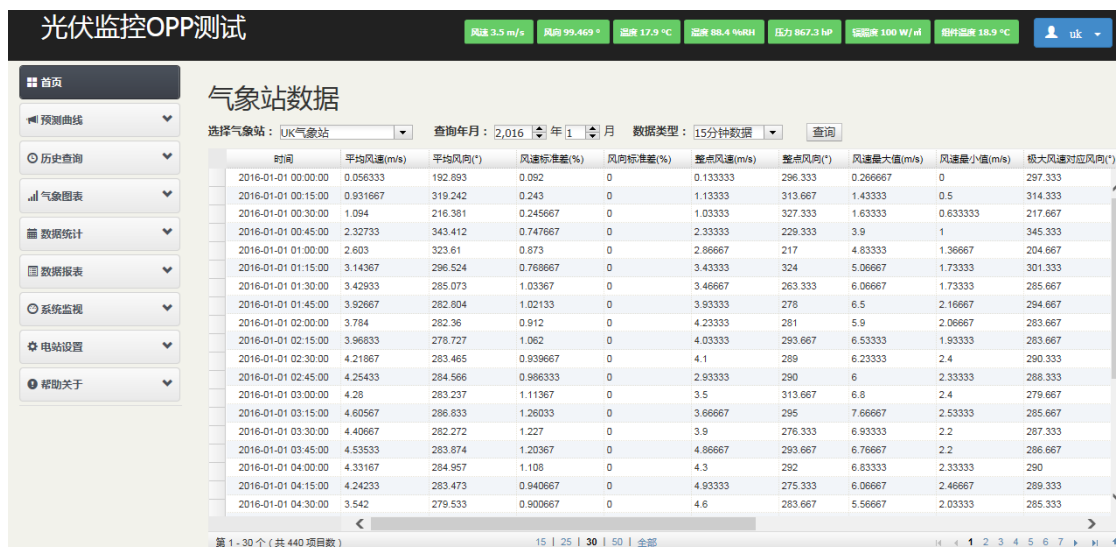 光伏监控OPP测试
风速 3.5 m/s 风向 99.469 ° 温度 17.9 ℃ 湿度 88.4 %RH 压力 867.3 hP 辐照度 100 W/㎡ 组件温度 18.9 ℃ uk
首页
预测曲线
历史查询
气象图表
数据统计
数据报表
系统监视
电站设置
帮助关于
气象站数据
选择气象站： UK气象站 查询年月： 2,016 年 1 月 数据类型： 15分钟数据 查询
时间 平均风速(m/s) 平均风向(°) 风速标准差(%) 风向标准差(%) 整点风速(m/s) 整点风向(°) 风速最大值(m/s) 风速最小值(m/s) 极大风速对应风向(°)
2016-01-01 00:00:00 0.056333 192.893 0.092 0 0.133333 296.333 0.266667 0 297.333
2016-01-01 00:15:00 0.931667 319.242 0.243 0 1.13333 313.667 1.43333 0.5 314.333
2016-01-01 00:30:00 1.094 216.381 0.245667 0 1.03333 327.333 1.63333 0.633333 217.667
2016-01-01 00:45:00 2.32733 343.412 0.747667 0 2.33333 229.333 3.9 1 345.333
2016-01-01 01:00:00 2.603 323.61 0.873 0 2.86667 217 4.83333 1.36667 204.667
2016-01-01 01:15:00 3.14367 296.524 0.768667 0 3.43333 324 5.06667 1.73333 301.333
2016-01-01 01:30:00 3.42933 285.073 1.03367 0 3.46667 263.333 6.06667 1.73333 285.667
2016-01-01 01:45:00 3.92667 282.804 1.02133 0 3.93333 278 6.5 2.16667 294.667
2016-01-01 02:00:00 3.784 282.36 0.912 0 4.23333 281 5.9 2.06667 283.667
2016-01-01 02:15:00 3.96833 278.727 1.062 0 4.03333 293.667 6.53333 1.93333 283.667
2016-01-01 02:30:00 4.21867 283.465 0.939667 0 4.1 289 6.23333 2.4 290.333
2016-01-01 02:45:00 4.25433 284.566 0.986333 0 2.93333 290 6 2.33333 288.333
2016-01-01 03:00:00 4.28 283.237 1.11367 0 3.5 313.667 6.8 2.4 279.667
2016-01-01 03:15:00 4.60567 286.833 1.26033 0 3.66667 295 7.66667 2.53333 285.667
2016-01-01 03:30:00 4.40667 282.272 1.227 0 3.9 276.333 6.93333 2.2 287.333
2016-01-01 03:45:00 4.53533 283.874 1.20367 0 4.86667 293.667 6.76667 2.2 286.667
2016-01-01 04:00:00 4.33167 284.957 1.108 0 4.3 292 6.83333 2.33333 290
2016-01-01 04:15:00 4.24233 283.473 0.940667 0 4.93333 275.333 6.06667 2.46667 289.333
2016-01-01 04:30:00 3.542 279.533 0.900667 0 4.6 283.667 5.56667 2.03333 285.333
第 1 - 30 个 ( 共 440 项目数 ) 15 | 25 | 30 | 50 | 全部 1 2 3 4 5 6 7